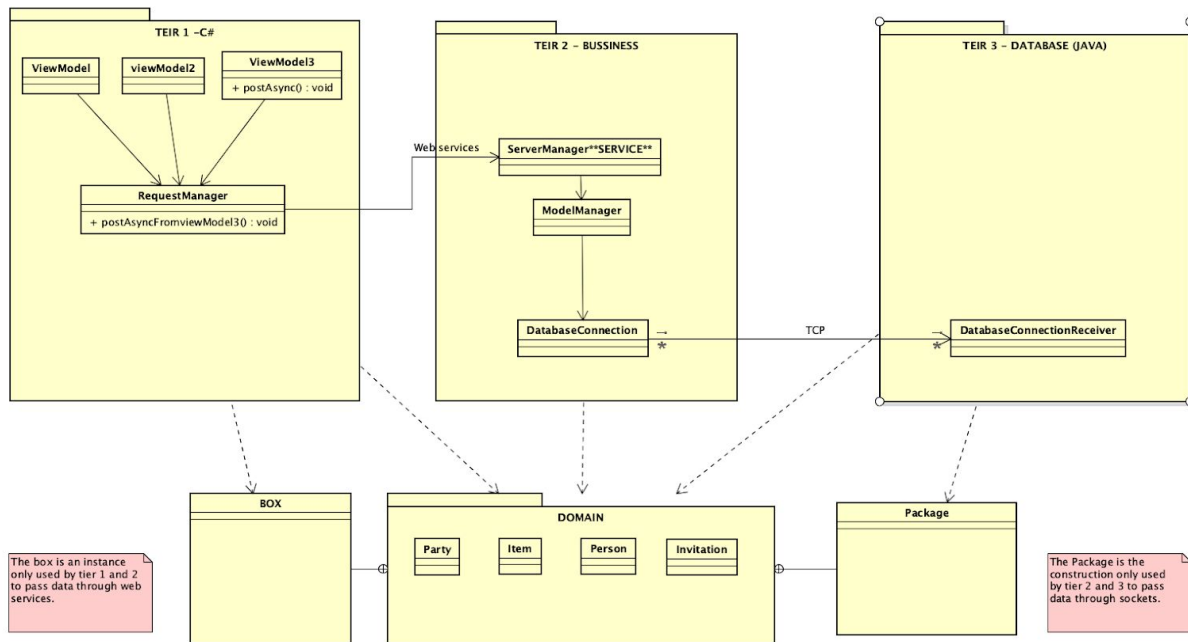 TEIR 1 -C#
ViewModel
viewModel2
ViewModel3
+ postAsync() : void
RequestManager
+ postAsyncFromviewModel3() : void
Web services
TEIR 2 - BUSSINESS
ServerManager**SERVICE**
ModelManager
DatabaseConnection
*
TCP
TEIR 3 - DATABASE (JAVA)
*
DatabaseConnectionReceiver
The box is an instance
only used by tier 1 and 2
to pass data through web
services.
BOX
DOMAIN
Party
Item
Person
Invitation
Package
The Package is the
construction only used
by tier 2 and 3 to pass
data through sockets.